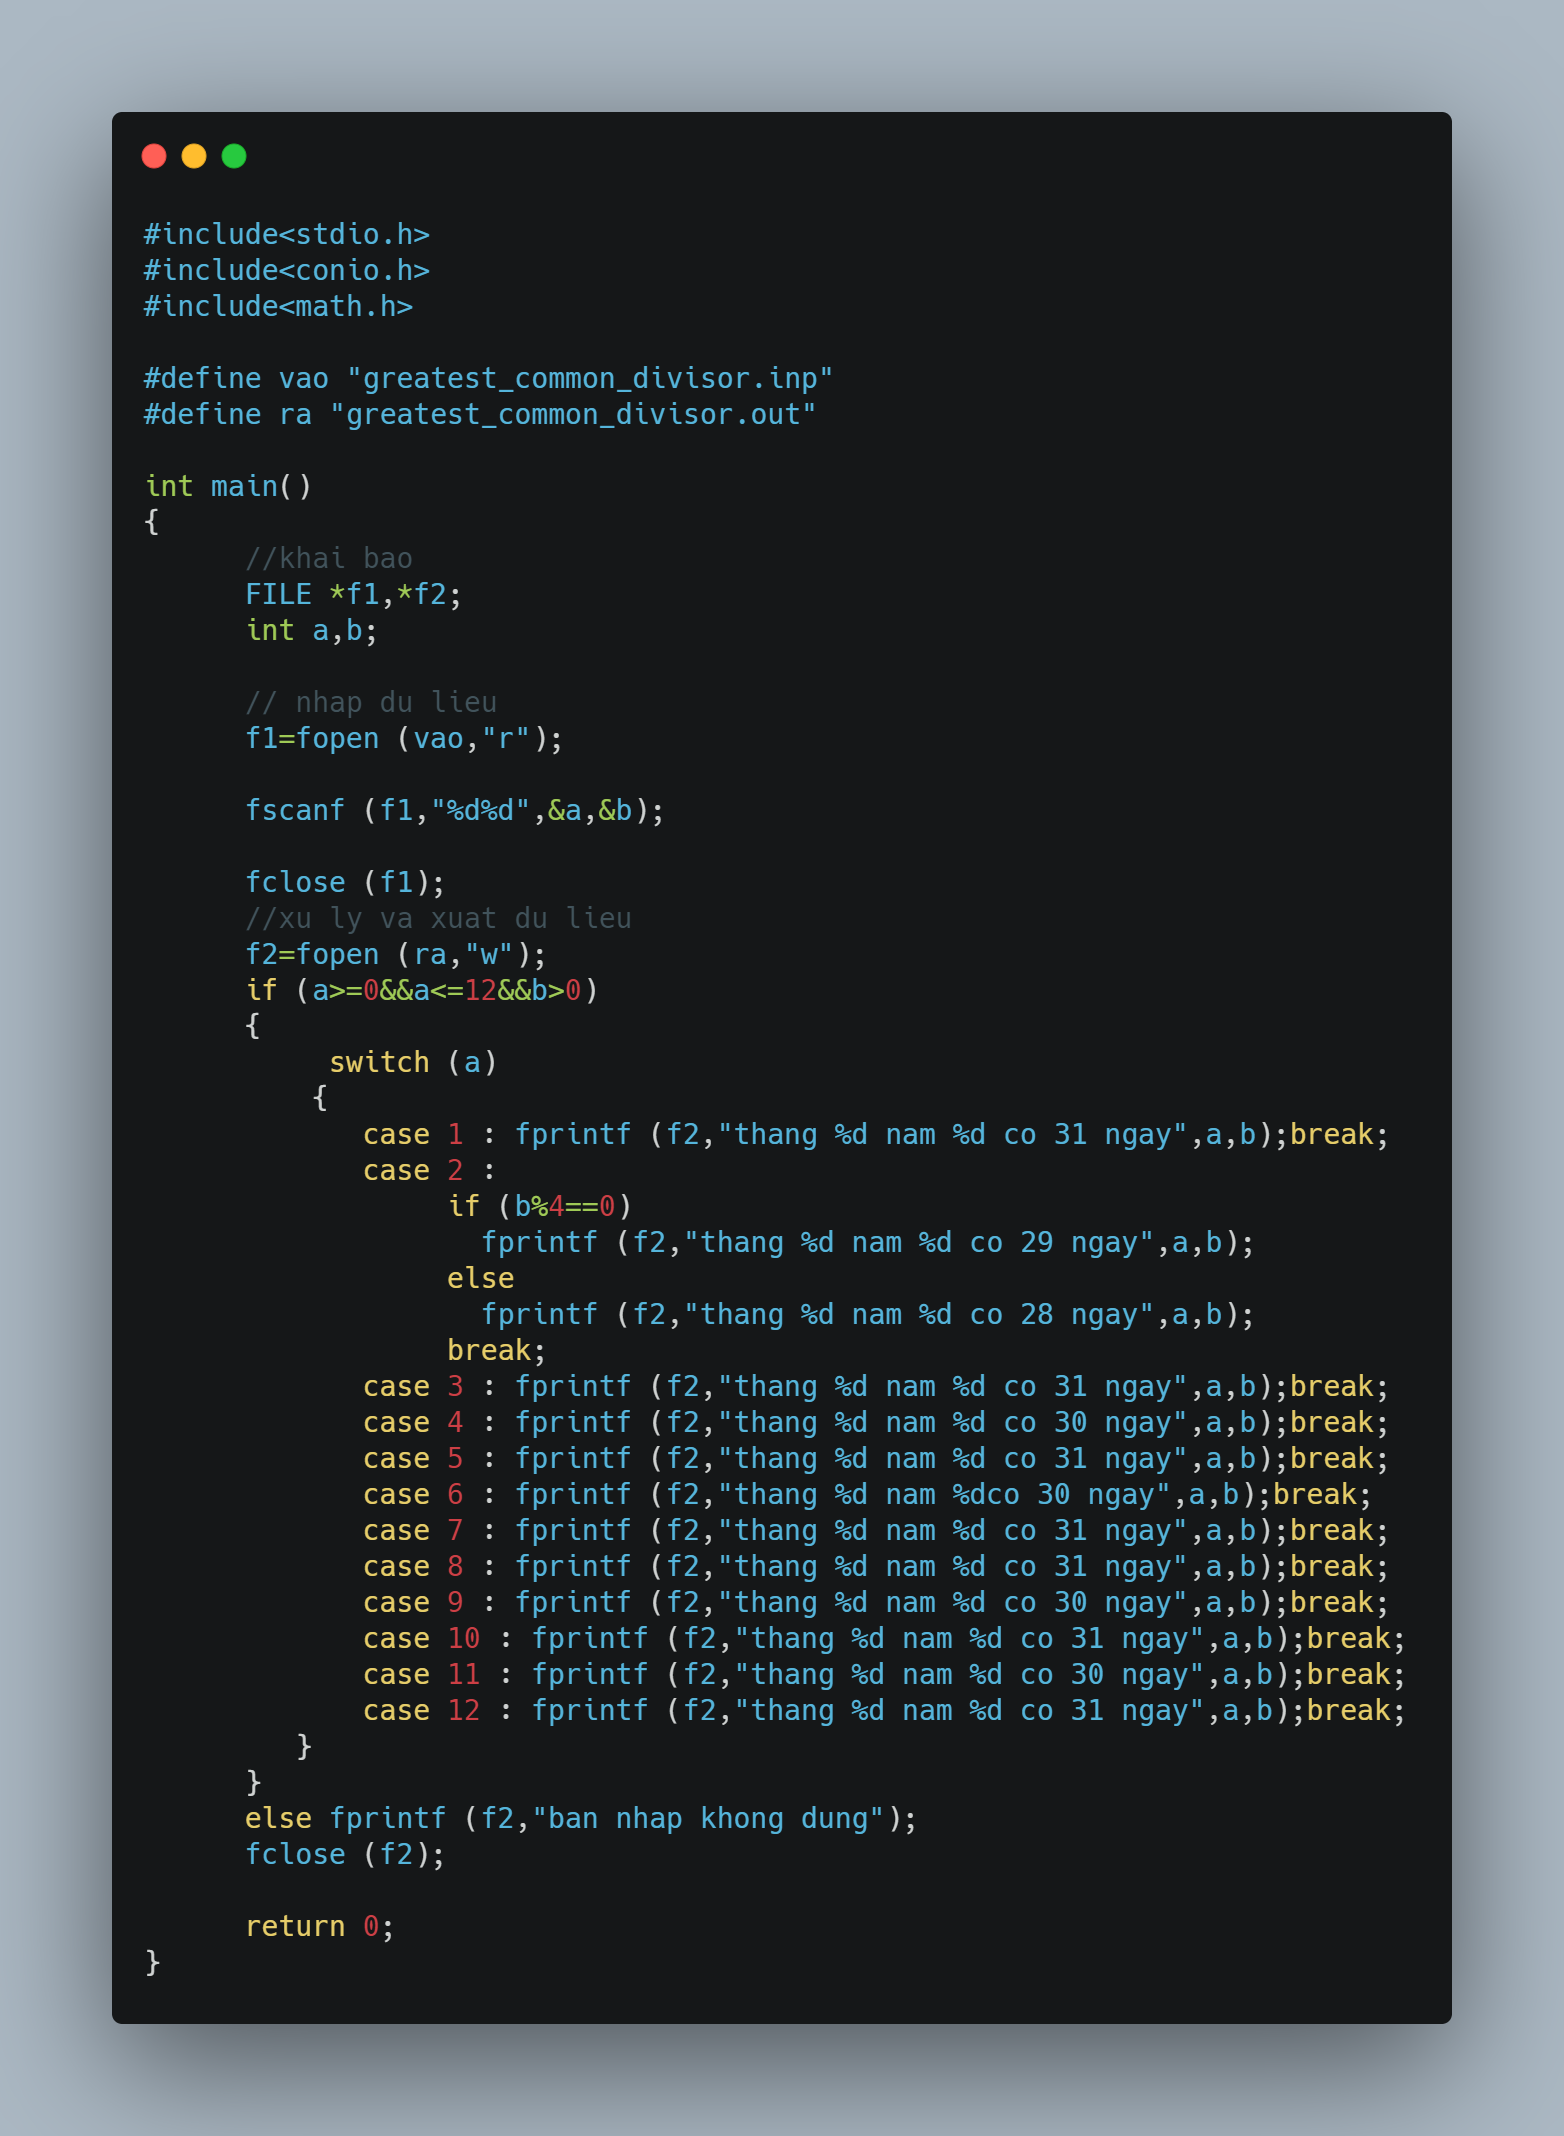 #include<stdio.h>
#include<conio.h>
#include<math.h>
#define vao "greatest_common_divisor.inp"
#define ra "greatest_common_divisor.out"
int main()
{
//khai bao
FILE *f1,*f2;
int a,b;
// nhap du lieu
f1=fopen (vao,"r");
fscanf (f1,"%d%d",&a,&b);
fclose (f1);
//xu ly va xuat du lieu
f2=fopen (ra,"w");
if (a>=0&&a<=12&&b>0)
{
switch (a)
{
case 1 : fprintf (f2,"thang %d nam %d co 31 ngay",a,b);break;
case 2 :
if (b%4==0)
fprintf (f2,"thang %d nam %d co 29 ngay",a,b);
else
fprintf (f2,"thang %d nam %d co 28 ngay",a,b);
break;
case 3 : fprintf (f2,"thang %d nam %d co 31 ngay",a,b);break;
case 4 : fprintf (f2,"thang %d nam %d co 30 ngay",a,b);break;
case 5 : fprintf (f2,"thang %d nam %d co 31 ngay",a,b);break;
case 6 : fprintf (f2,"thang %d nam %dco 30 ngay",a,b);break;
case 7 : fprintf (f2,"thang %d nam %d co 31 ngay",a,b);break;
case 8 : fprintf (f2,"thang %d nam %d co 31 ngay",a,b);break;
case 9 : fprintf (f2,"thang %d nam %d co 30 ngay",a,b);break;
case 10 : fprintf (f2,"thang %d nam %d co 31 ngay",a,b);break;
case 11 : fprintf (f2,"thang %d nam %d co 30 ngay",a,b);break;
case 12 : fprintf (f2,"thang %d nam %d co 31 ngay",a,b);break;
}
}
else fprintf (f2,"ban nhap khong dung");
fclose (f2);
return 0;
}